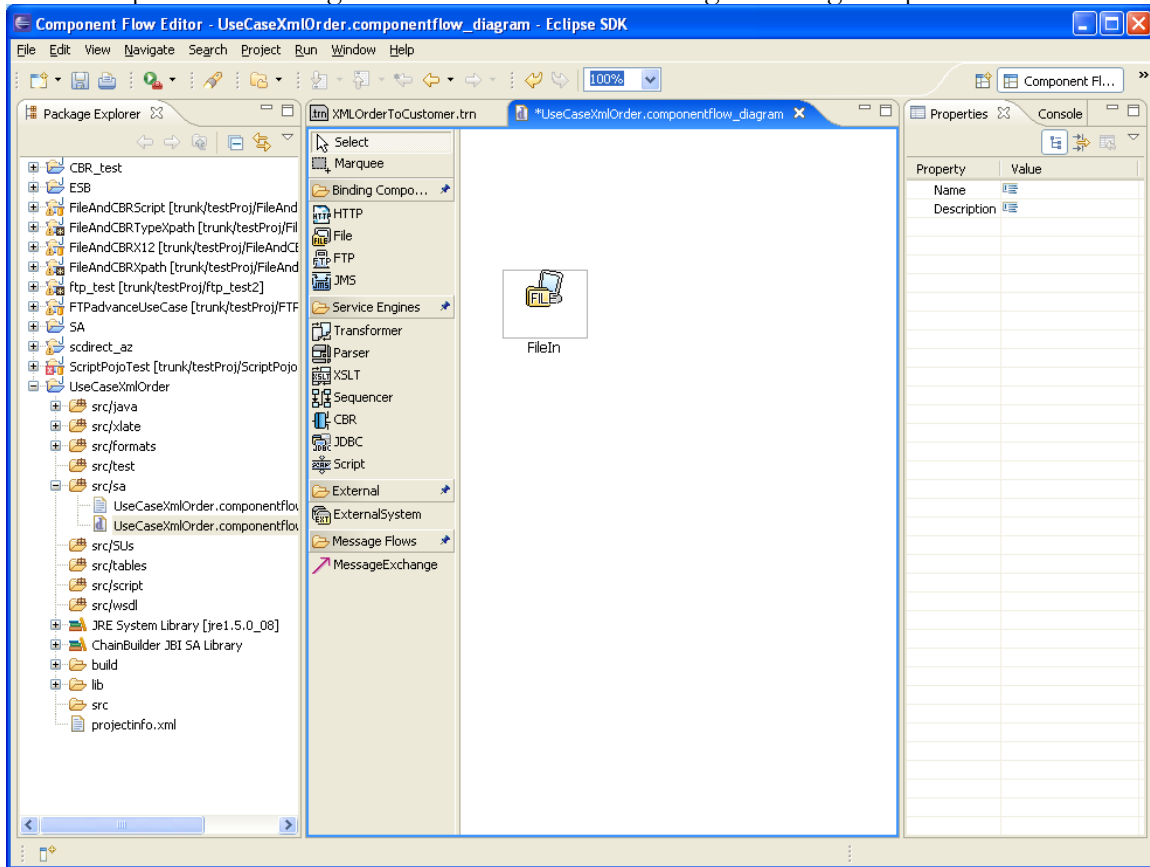 Component Flow Editor - UseCaseXmlOrder.componentflow_diagram - Eclipse SDK
File Edit View Navigate Search Project Run Window Help
100%
Component Fl...
»
Package Explorer
XMLOrderToCustomer.trn
*UseCaseXmlOrder.componentflow_diagram
Properties
Console
CBR_test
ESB
FileAndCBRScript [trunk/testProj/FileAnd
FileAndCBRTypeXpath [trunk/testProj/Fil
FileAndCBRX12 [trunk/testProj/FileAndCE
FileAndCBRXpath [trunk/testProj/FileAnd
ftp_test [trunk/testProj/ftp_test2]
FTPadvanceUseCase [trunk/testProj/FTP
SA
scdirect_az
ScriptPojoTest [trunk/testProj/ScriptPojo
UseCaseXmlOrder
src/java
src/xlate
src/formats
src/test
src/sa
UseCaseXmlOrder.componentflov
UseCaseXmlOrder.componentflov
src/SUs
src/tables
src/script
src/wsdl
JRE System Library [jre1.5.0_08]
ChainBuilder JBI SA Library
build
lib
src
projectinfo.xml
Select
Marquee
Binding Compo...
HTTP
File
FTP
JMS
Service Engines
Transformer
Parser
XSLT
Sequencer
CBR
JDBC
Script
External
ExternalSystem
Message Flows
MessageExchange
FILE
FileIn
Property Value
Name
Description